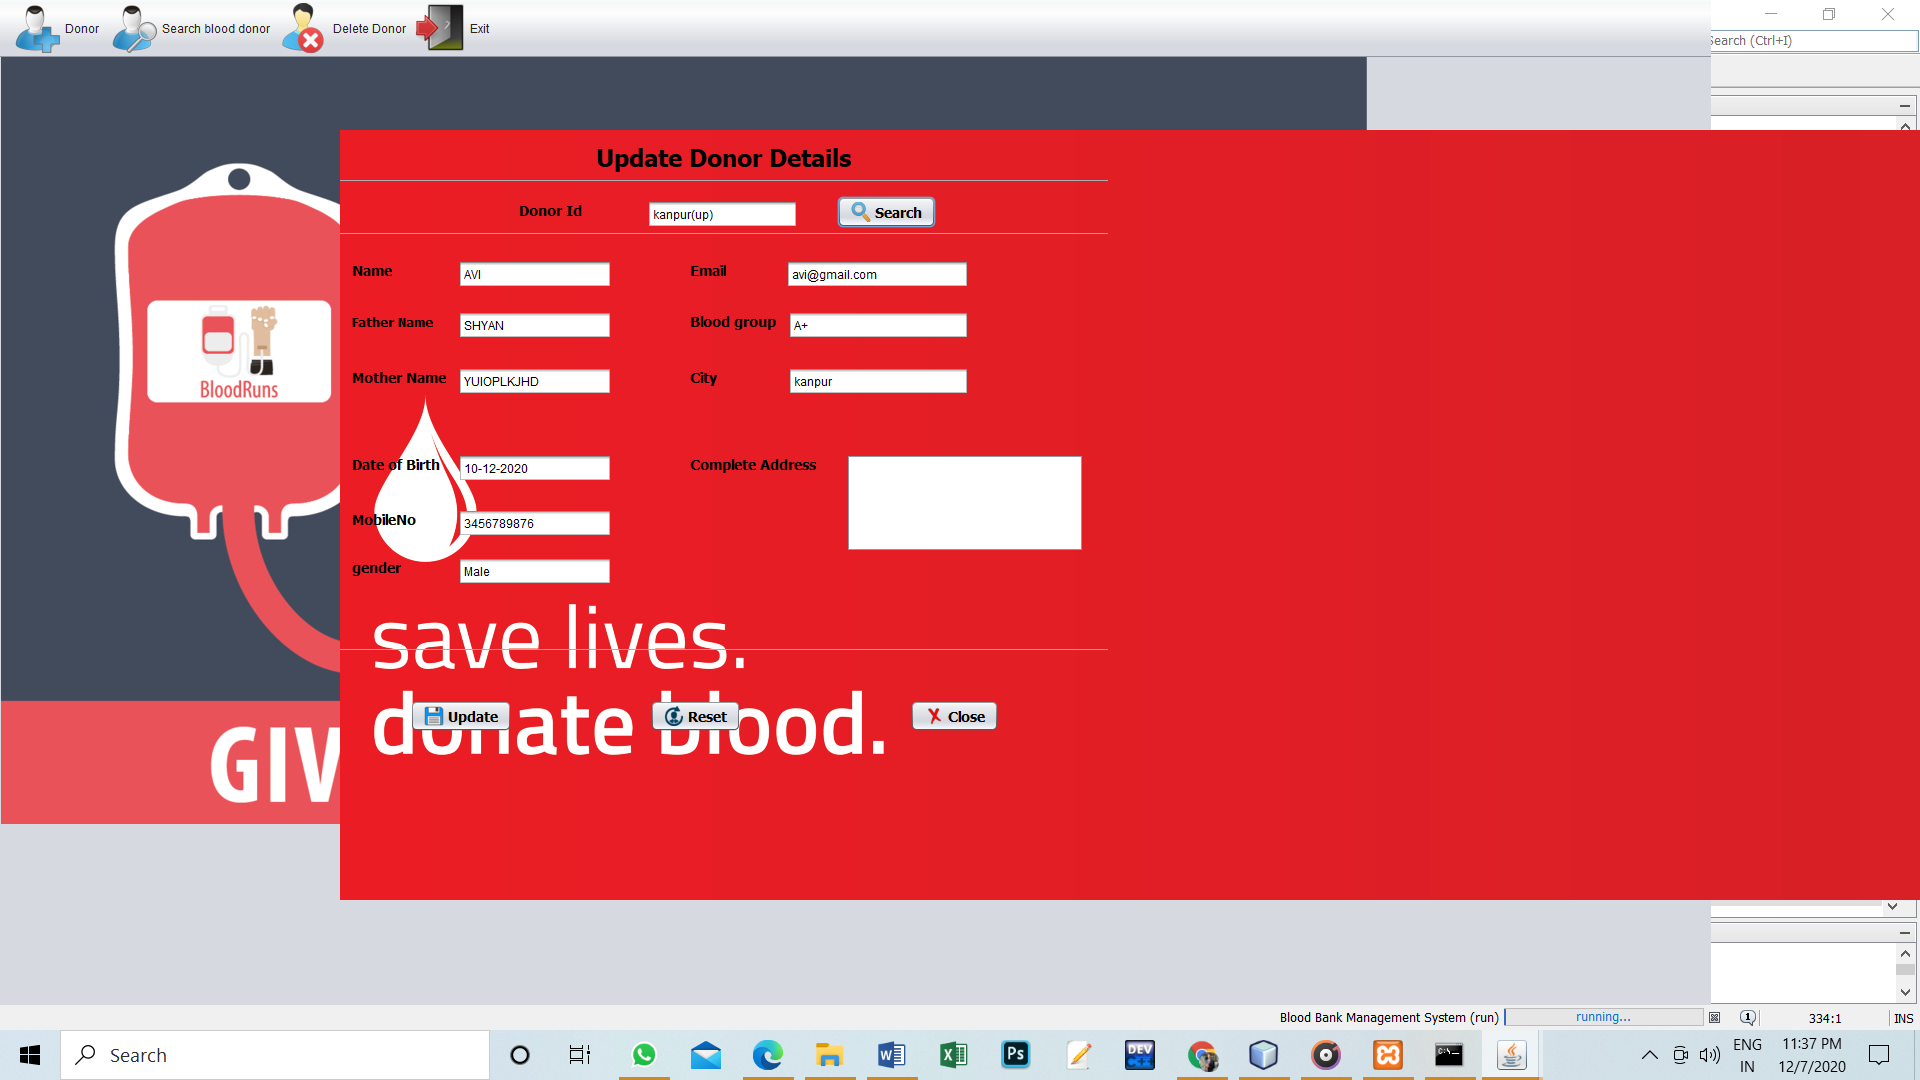 Donor
Search blood donor
Delete Donor
Exit
Search (Ctrl+I)
Update Donor Details
Donor Id
kanpur(up)
Search
Name
AVI
Email
avi@gmail.com
Father Name
SHYAN
Blood group
A+
Mother Name
YUIOPLKJHD
City
kanpur
BloodRuns
Date of Birth
10-12-2020
Complete Address
MobileNo
3456789876
gender
Male
save lives.
donate blood.
Update
Reset
Close
GIV
Blood Bank Management System (run)
running...
1
334:1
INS
Search
W
X
Ps
DEV
C++
C:\_
ENG
IN
11:37 PM
12/7/2020